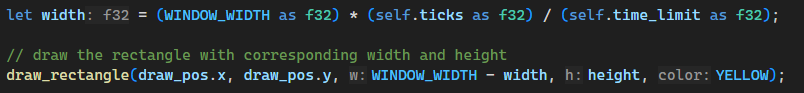 let width: f32 = (WINDOW_WIDTH as f32) * (self.ticks as f32) / (self.time_limit as f32);
// draw the rectangle with corresponding width and height
draw_rectangle(draw_pos.x, draw_pos.y, w: WINDOW_WIDTH - width, h: height, color: YELLOW);